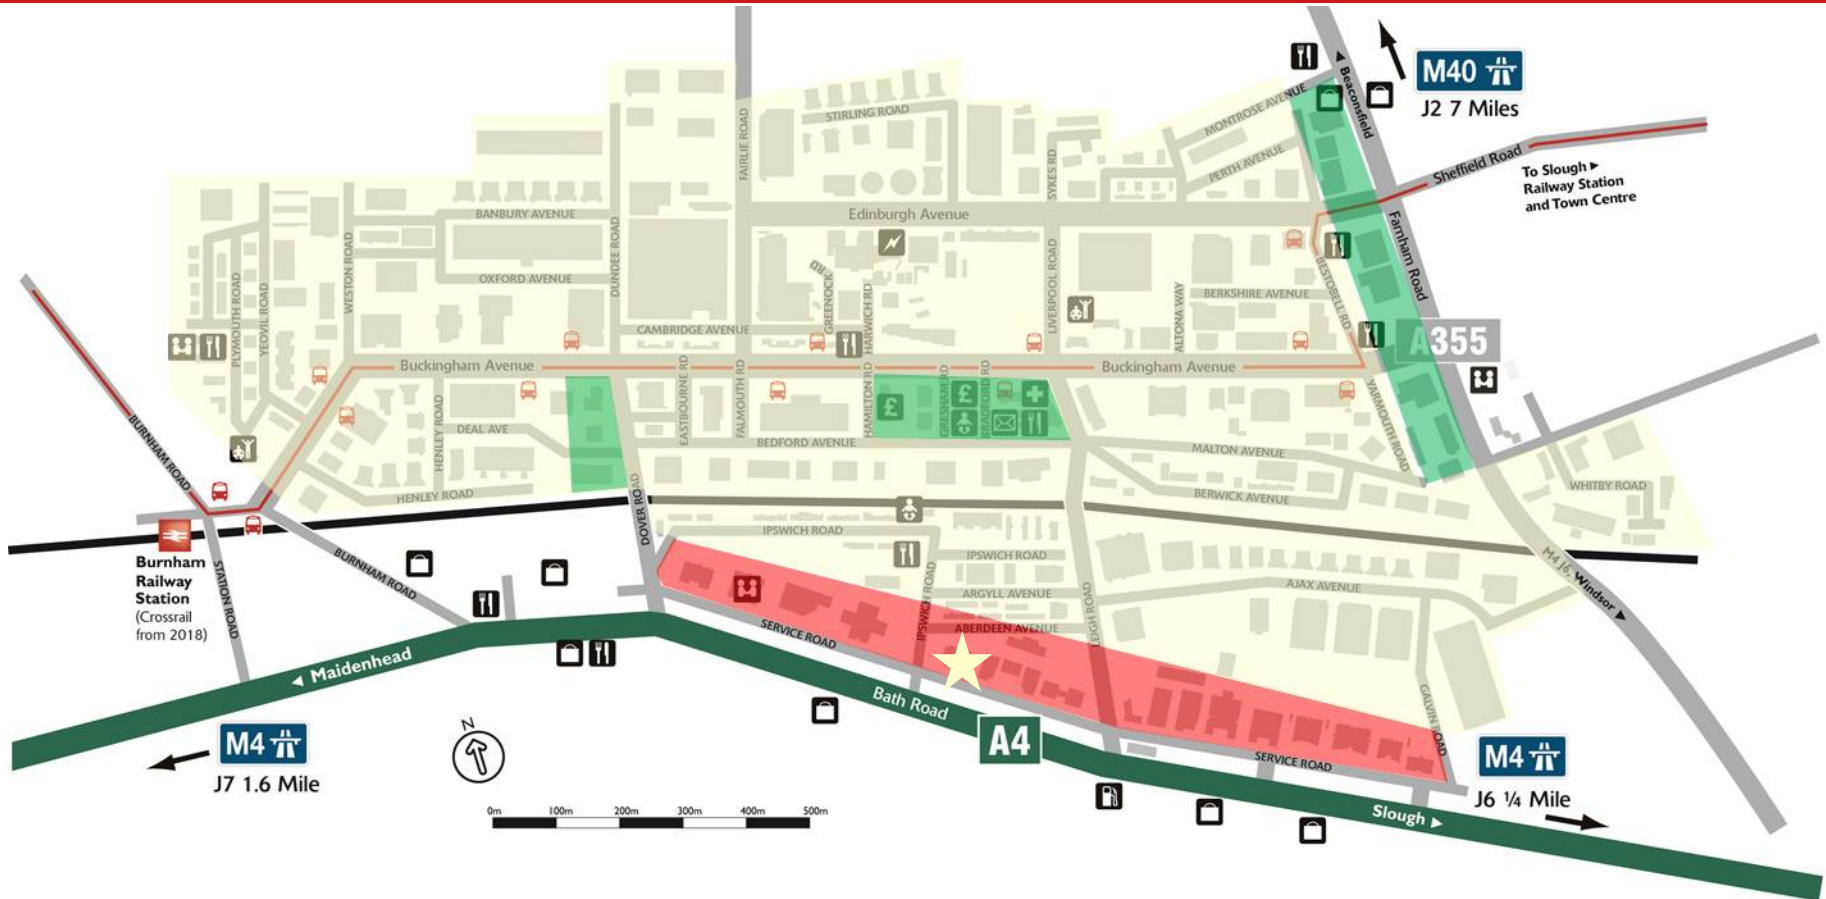 M40
J2 7 Miles
Beaconsfield
MONTROSE AVENUE
STIRLING ROAD
FAIRLIE ROAD
PERTH AVENUE
SYKES RD
Sheffield Road
To Slough ►
Railway Station
and Town Centre
BANBURY AVENUE
Edinburgh Avenue
Farnham Road
WESTON ROAD
DUNDEE ROAD
OXFORD AVENUE
PLYMOUTH ROAD
YEOVIL ROAD
GREENOCK
RD
HARWICH RD
LIVERPOOL ROAD
ALTONA WAY
BERKSHIRE AVENUE
BESTOBELL RD
CAMBRIDGE AVENUE
A355
Buckingham Avenue
Buckingham Avenue
EASTBOURNE RD
FALMOUTH RD
HAMILTON RD
GRESHAM RD
BRADFORD RD
£
£
YARMOUTH ROAD
HENLEY ROAD
DEAL AVE
BEDFORD AVENUE
MALTON AVENUE
BURNHAM ROAD
HENLEY ROAD
BERWICK AVENUE
WHITBY ROAD
DOVER ROAD
IPSWICH ROAD
IPSWICH ROAD
Burnham
Railway
Station
(Crossrail
from 2018)
STATION ROAD
BURNHAM ROAD
IPSWICH ROAD
ARGYLL AVENUE
LEIGH ROAD
AJAX AVENUE
M4 J6, Windsor ►
SERVICE ROAD
ABERDEEN AVENUE
◄ Maidenhead
Bath Road
GALVIN ROAD
M4
J7 1.6 Mile
N
A4
SERVICE ROAD
M4
J6 ¼ Mile
Slough ►
0m 100m 200m 300m 400m 500m